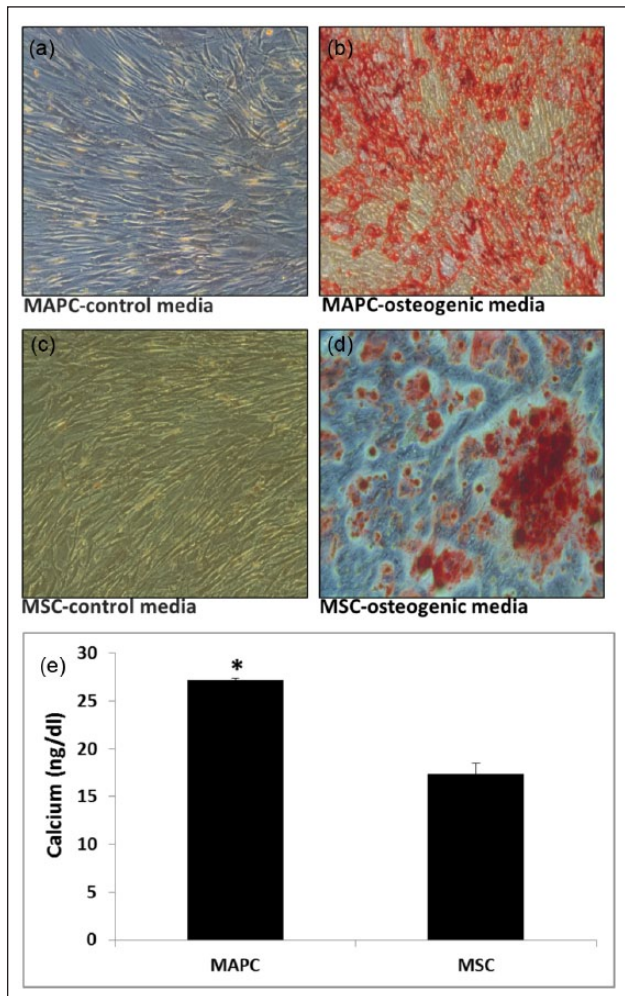 (a)
(b)
MAPC-control media
MAPC-osteogenic media
(c)
(d)
MSC-control media
MSC-osteogenic media
(e)
30
25
20
15
10
5
0
Calcium (ng/dl)
*
MAPC
MSC